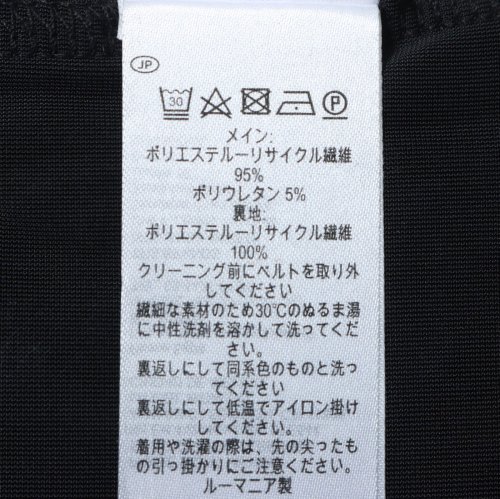 JP
30
P
メイン:
ポリエステルーリサイクル繊維
95%
ポリウレタン 5%
裏地:
ポリエステルーリサイクル繊維
100%
クリーニング前にベルトを取り外
してください
繊細な素材のため30℃のぬるま湯
に中性洗剤を溶かして洗ってくだ
さい。
裏返しにして同系色のものと洗っ
てください
裏返しにして低温でアイロン掛け
してください。
着用や洗濯の際は、先の尖ったも
の引っ掛かりにご注意ください。
ルーマニア製